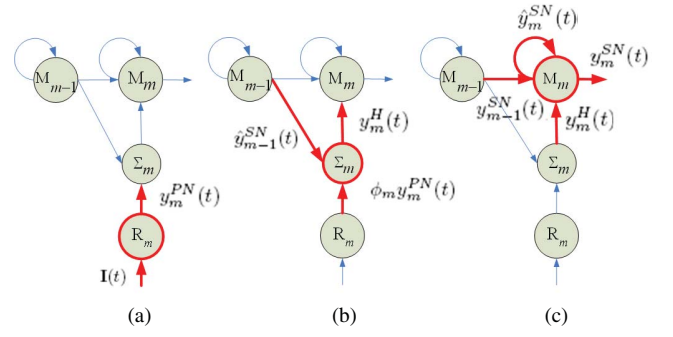 M_{m-1}
M_m
Σ_m
y_m^{PN}(t)
R_m
I(t)
(a)
M_{m-1}
M_m
y_m^H(t)
ŷ_{m-1}^{SN}(t)
Σ_m
ϕ_m y_m^{PN}(t)
R_m
(b)
ŷ_m^{SN}(t)
M_{m-1}
M_m
y_m^{SN}(t)
y_{m-1}^{SN}(t)
y_m^H(t)
Σ_m
R_m
(c)